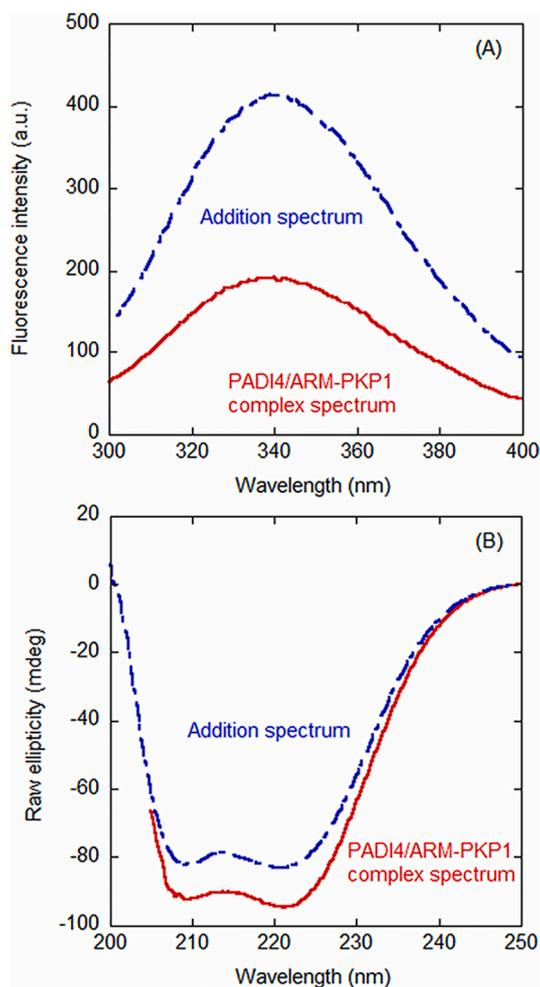 500
(A)
400
300
Addition spectrum
200
100
PADI4/ARM-PKP1
complex spectrum
0
300 320 340 360 380 400
Fluorescence intensity (a.u.)
Wavelength (nm)
20
(B)
0
-20
-40
Addition spectrum
-60
-80
PADI4/ARM-PKP1
complex spectrum
-100
200 210 220 230 240 250
Raw ellipticity (mdeg)
Wavelength (nm)